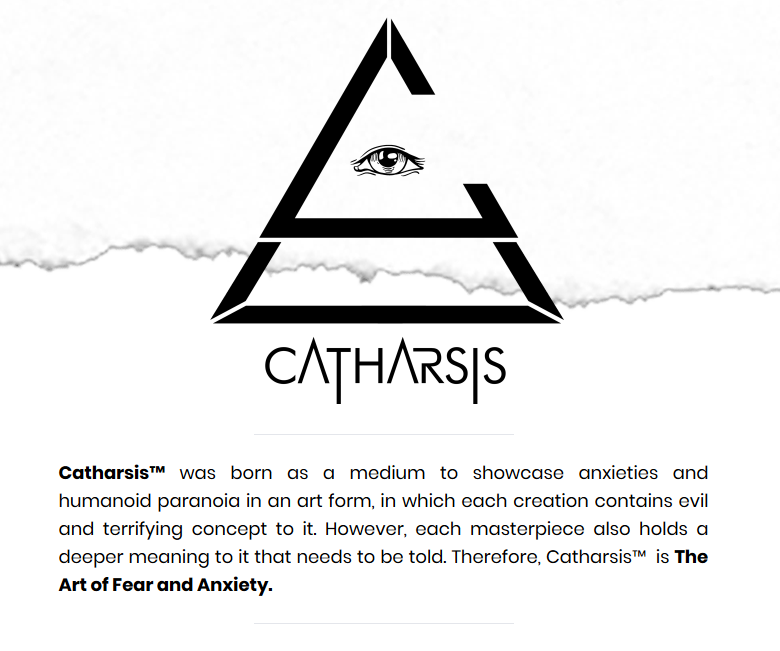 CATHARSIS
Catharsis™ was born as a medium to showcase anxieties and
humanoid paranoia in an art form, in which each creation contains evil
and terrifying concept to it. However, each masterpiece also holds a
deeper meaning to it that needs to be told. Therefore, Catharsis™ is The
Art of Fear and Anxiety.